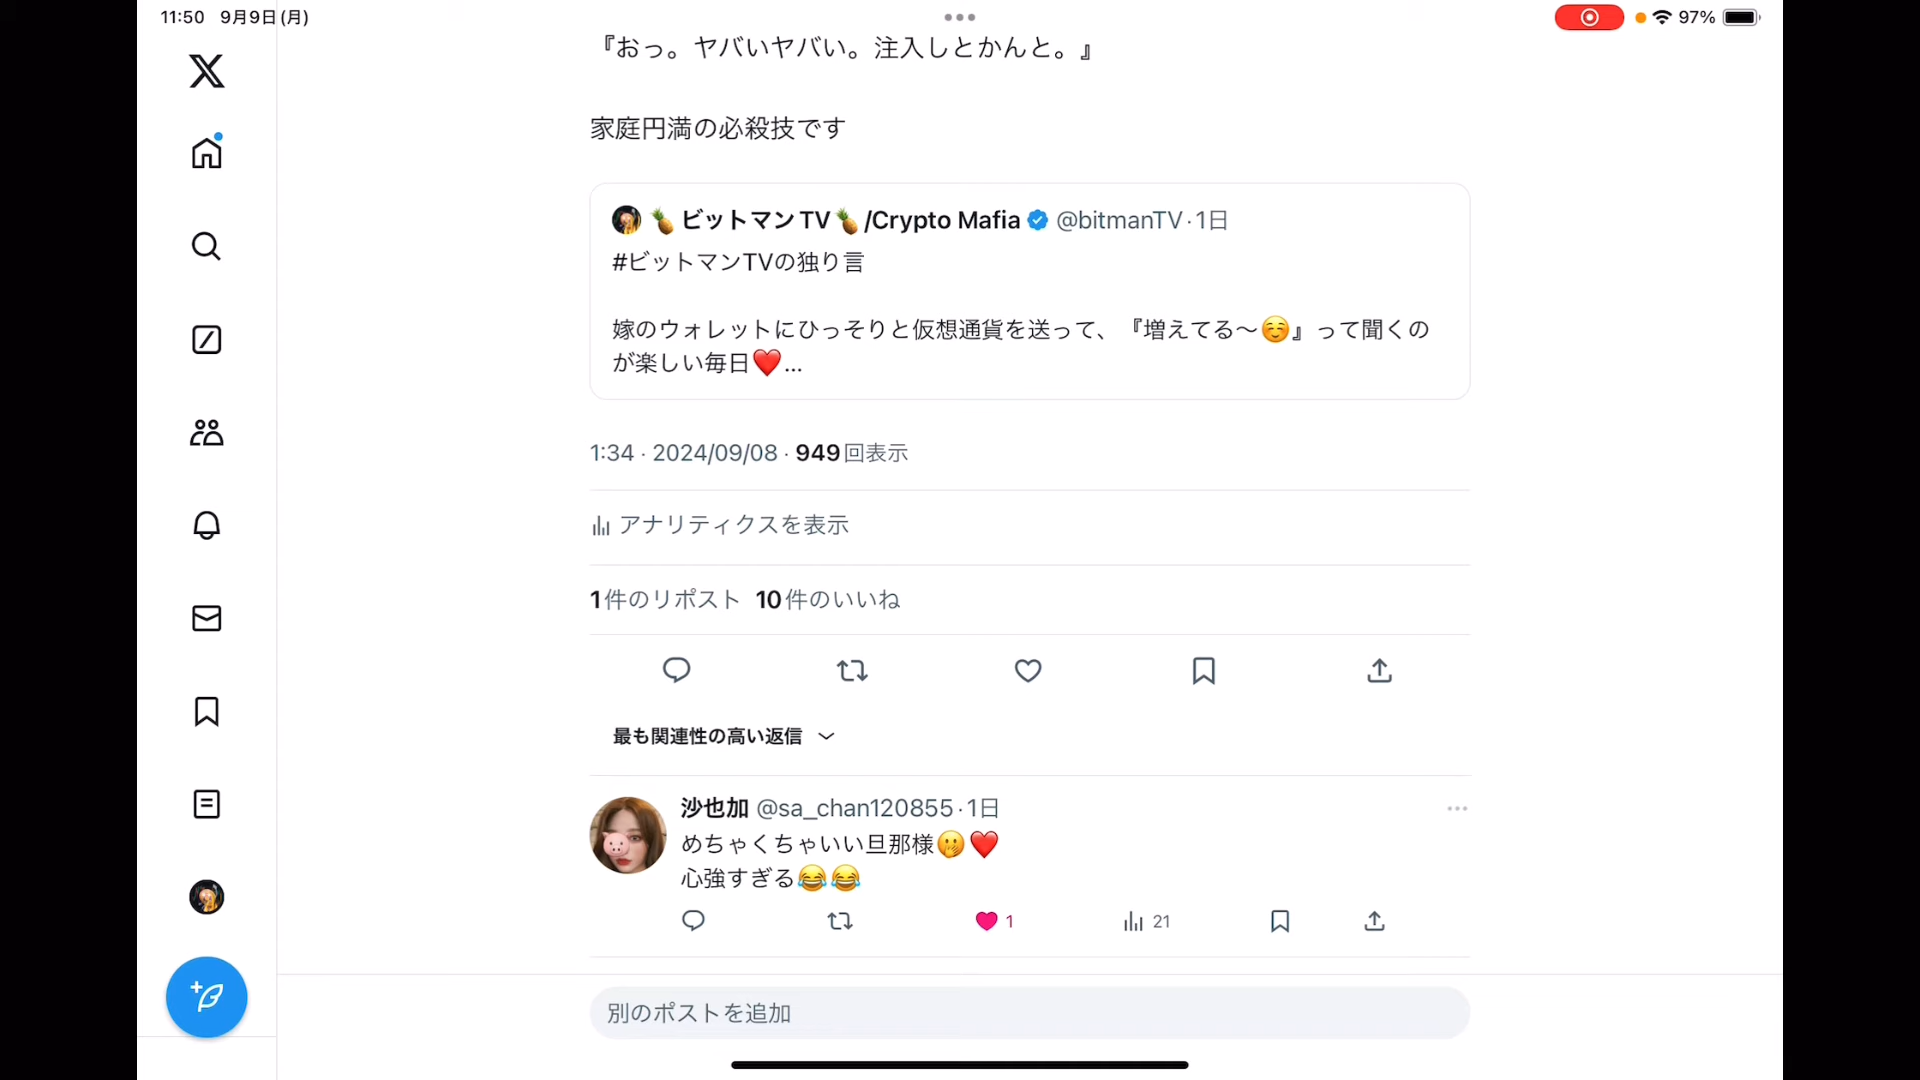 11:50 9月9日(月)
97%
『おっ。ヤバいヤバい。注入しとかんと。』
家庭円満の必殺技です
🍍ビットマンTV🍍/Crypto Mafia @bitmanTV·1日
#ビットマンTVの独り言
嫁のウォレットにひっそりと仮想通貨を送って、『増えてる〜☺️』って聞くの
が楽しい毎日❤️...
1:34 · 2024/09/08 · 949回表示
アナリティクスを表示
1件のリポスト 10件のいいね
最も関連性の高い返信
沙也加 @sa_chan120855·1日
めちゃくちゃいい旦那様🤭❤️
心強すぎる😂😂
1 21
別のポストを追加